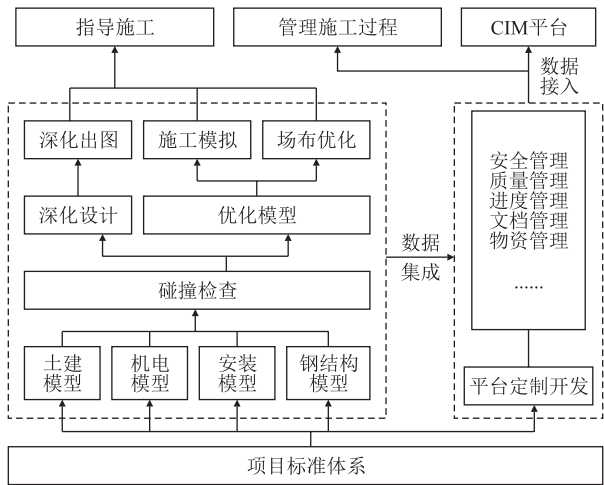 指导施工
管理施工过程
CIM平台
数据
接入
深化出图
施工模拟
场布优化
安全管理
质量管理
进度管理
文档管理
物资管理
……
深化设计
优化模型
数据
集成
碰撞检查
土建
模型
机电
模型
安装
模型
钢结构
模型
平台定制开发
项目标准体系